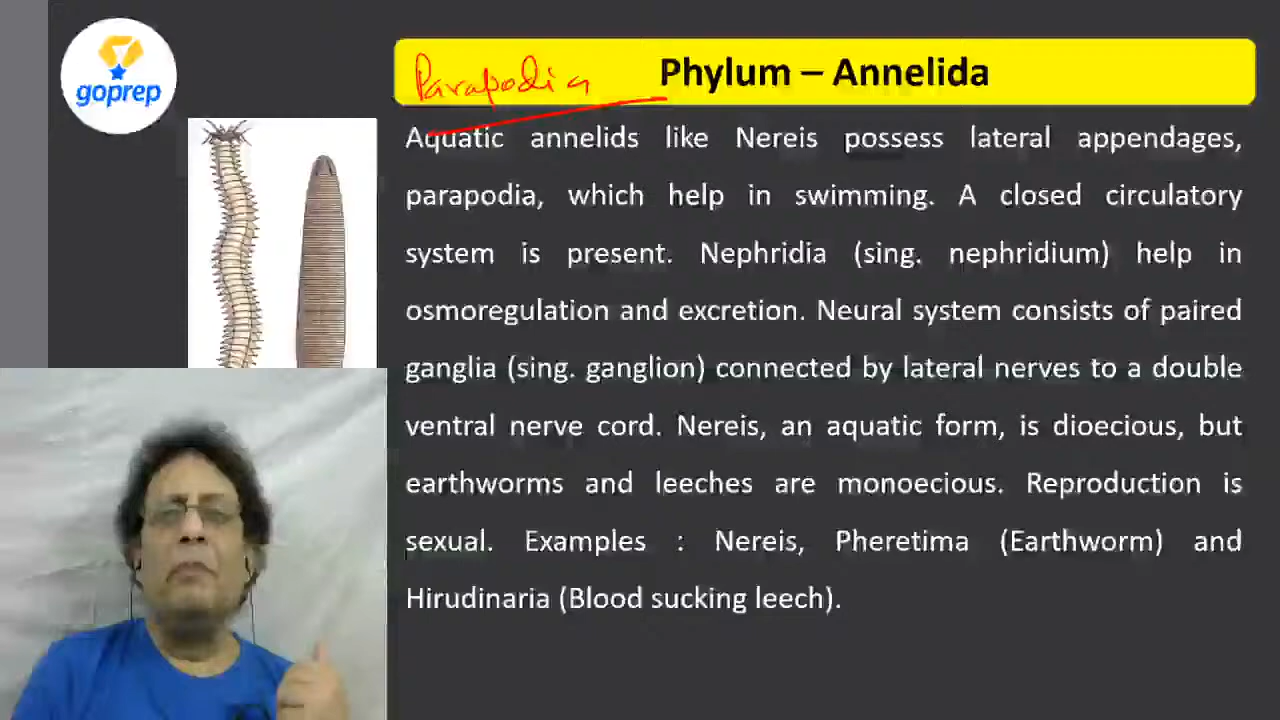 goprep
Parapodia
Phylum – Annelida
Aquatic annelids like Nereis possess lateral appendages,
parapodia, which help in swimming. A closed circulatory
system is present. Nephridia (sing. nephridium) help in
osmoregulation and excretion. Neural system consists of paired
ganglia (sing. ganglion) connected by lateral nerves to a double
ventral nerve cord. Nereis, an aquatic form, is dioecious, but
earthworms and leeches are monoecious. Reproduction is
sexual. Examples : Nereis, Pheretima (Earthworm) and
Hirudinaria (Blood sucking leech).